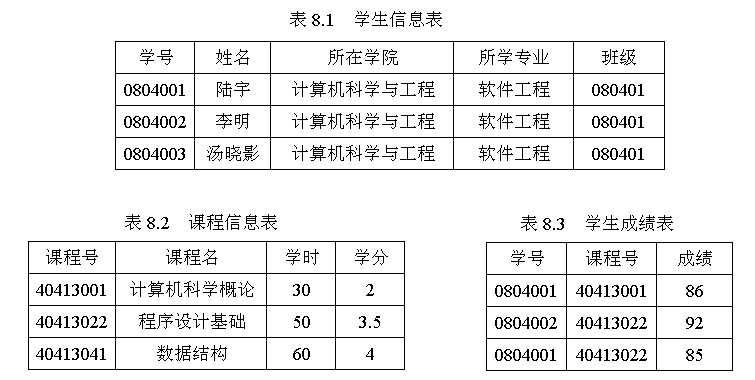 表 8.1 学生信息表
学号 姓名 所在学院 所学专业 班级
0804001 陆宇 计算机科学与工程 软件工程 080401
0804002 李明 计算机科学与工程 软件工程 080401
0804003 汤晓影 计算机科学与工程 软件工程 080401
表 8.2 课程信息表
课程号 课程名 学时 学分
40413001 计算机科学概论 30 2
40413022 程序设计基础 50 3.5
40413041 数据结构 60 4
表 8.3 学生成绩表
学号 课程号 成绩
0804001 40413001 86
0804002 40413022 92
0804001 40413022 85